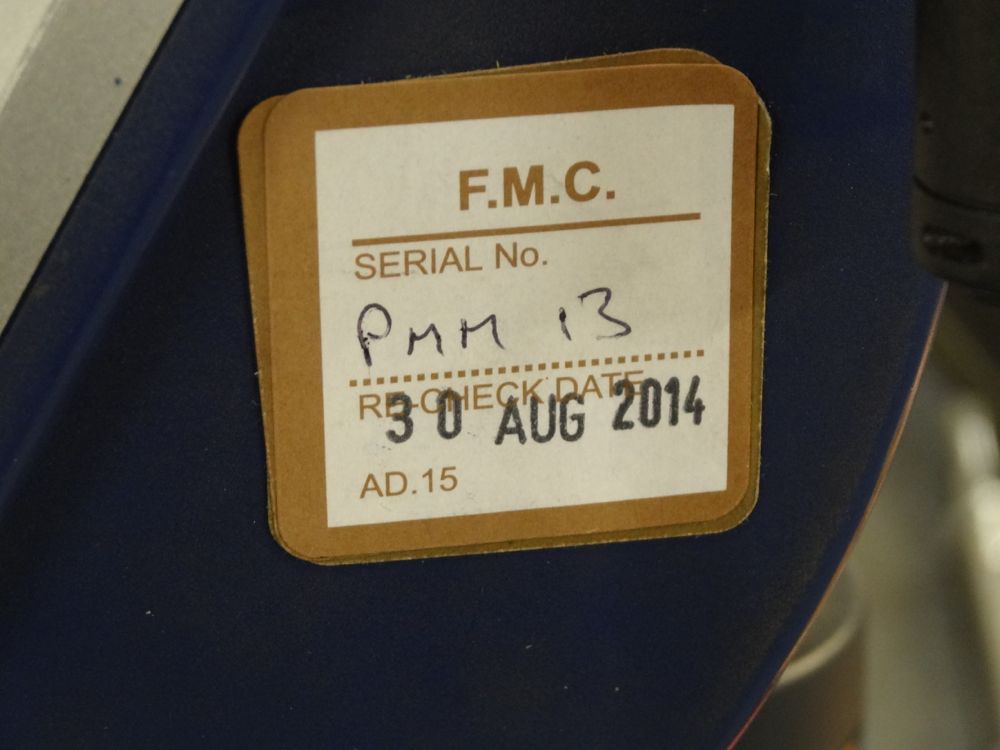 F.M.C.
SERIAL No.
PMM 13
RE-CHECK DATE
30 AUG 2014
AD.15